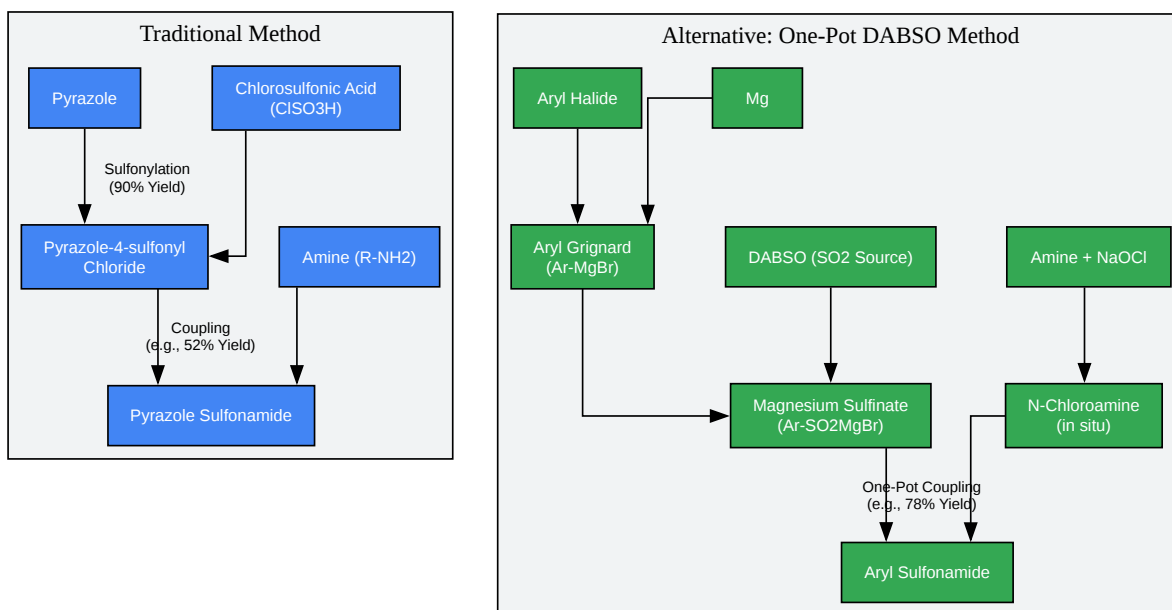 Traditional Method
Pyrazole
Chlorosulfonic Acid
(ClSO3H)
Sulfonylation
(90% Yield)
Pyrazole-4-sulfonyl
Chloride
Amine (R-NH2)
Coupling
(e.g., 52% Yield)
Pyrazole Sulfonamide
Alternative: One-Pot DABSO Method
Aryl Halide
Mg
Aryl Grignard
(Ar-MgBr)
DABSO (SO2 Source)
Amine + NaOCl
Magnesium Sulfinate
(Ar-SO2MgBr)
N-Chloroamine
(in situ)
One-Pot Coupling
(e.g., 78% Yield)
Aryl Sulfonamide